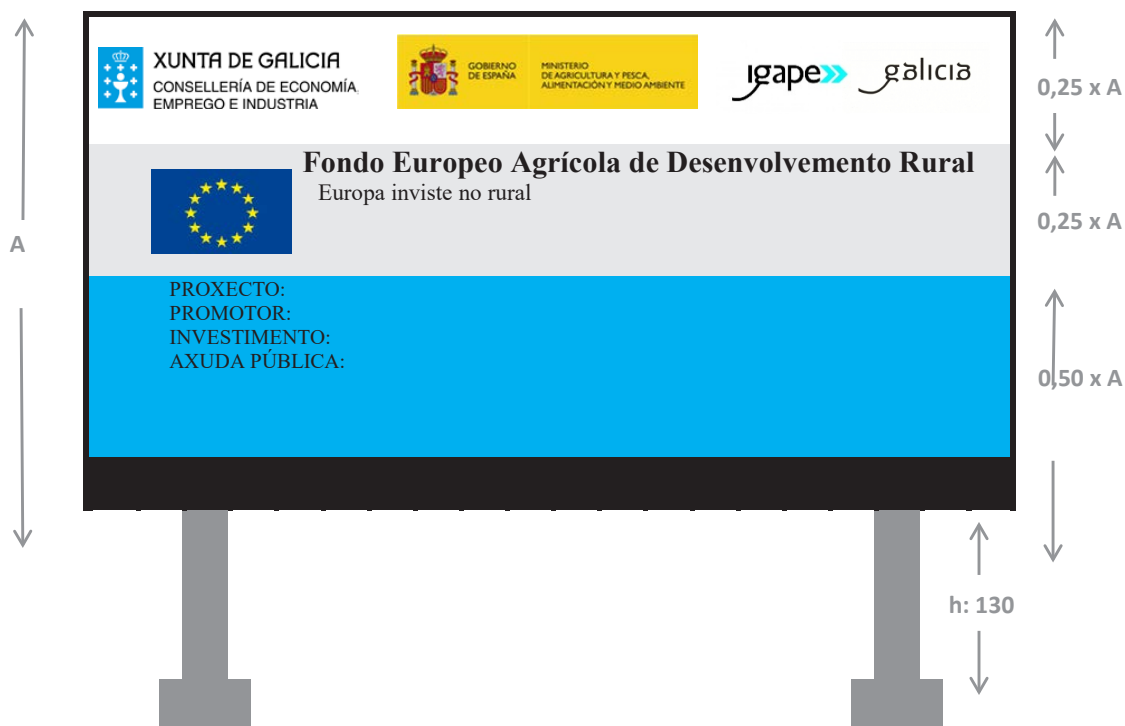 XUNTA DE GALICIA
CONSELLERÍA DE ECONOMÍA,
EMPREGO E INDUSTRIA
GOBIERNO
DE ESPAÑA
MINISTERIO
DE AGRICULTURA Y PESCA,
ALIMENTACIÓN Y MEDIO AMBIENTE
igape
galicia
0,25 x A
Fondo Europeo Agrícola de Desenvolvemento Rural
Europa inviste no rural
0,25 x A
A
PROXECTO:
PROMOTOR:
INVESTIMENTO:
AXUDA PÚBLICA:
0,50 x A
h: 130